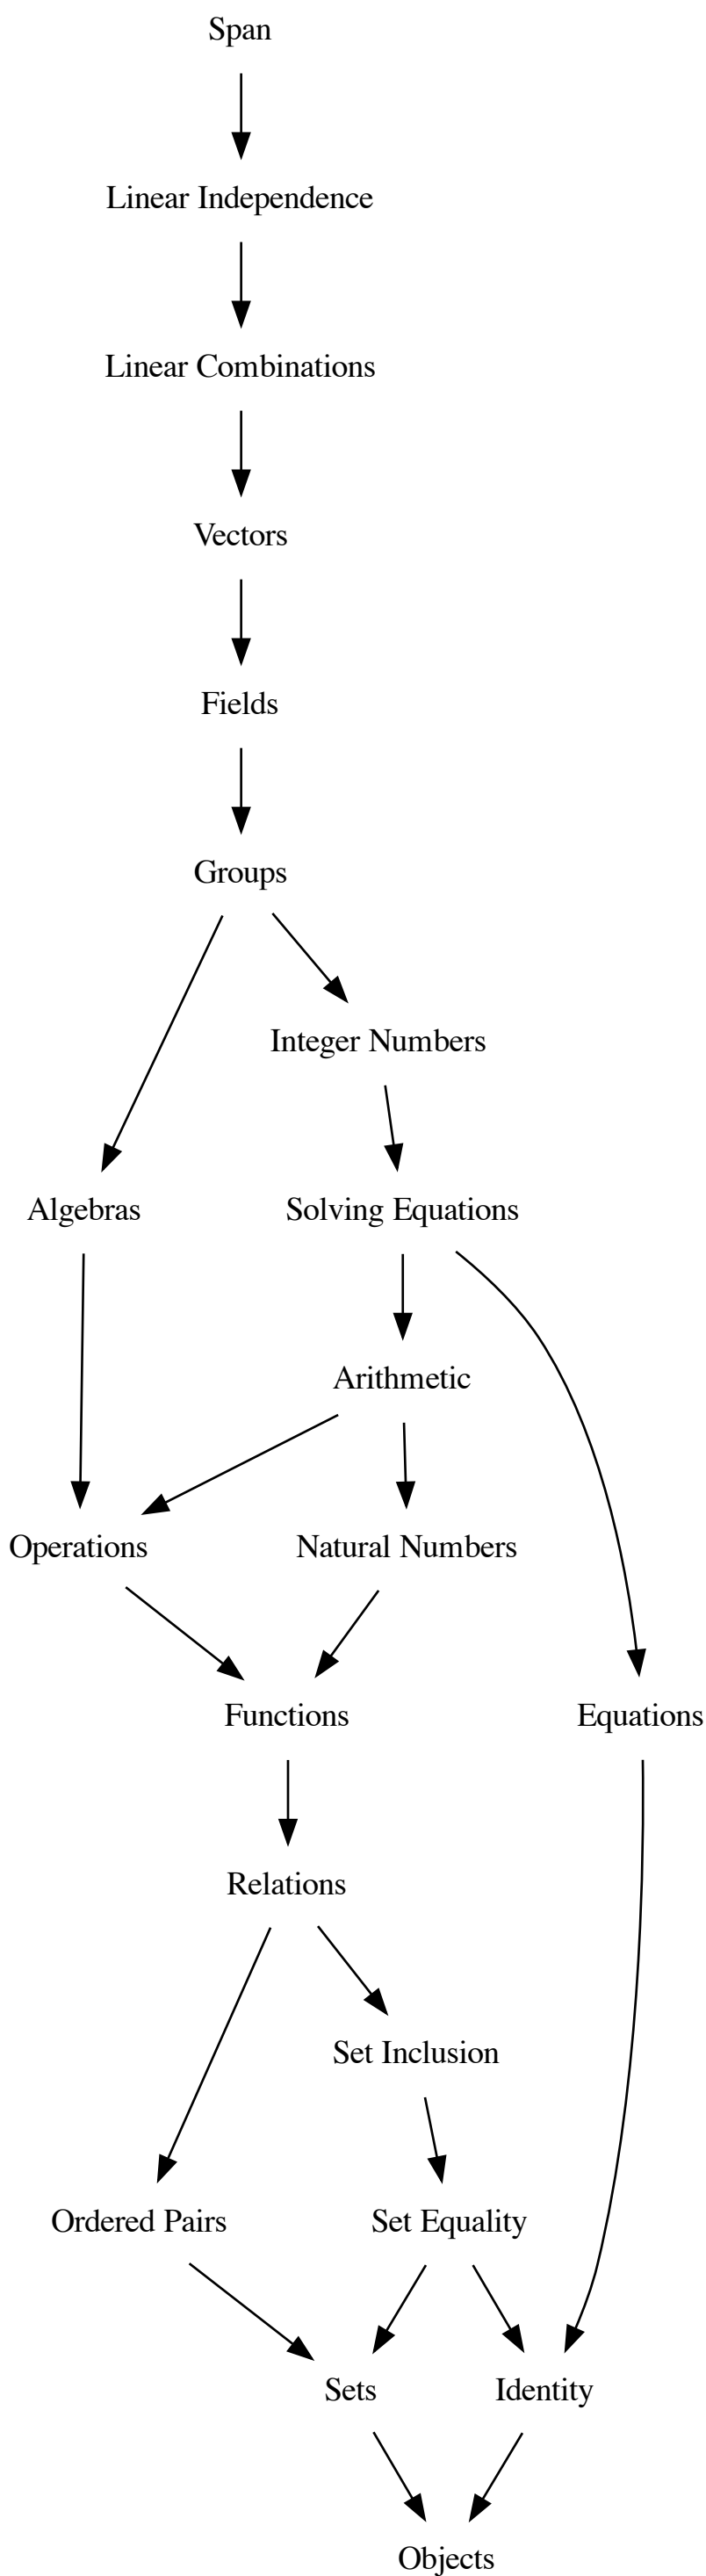 Span
Linear Independence
Linear Combinations
Vectors
Fields
Groups
Integer Numbers
Algebras
Solving Equations
Arithmetic
Operations
Natural Numbers
Functions
Equations
Relations
Set Inclusion
Ordered Pairs
Set Equality
Sets
Identity
Objects